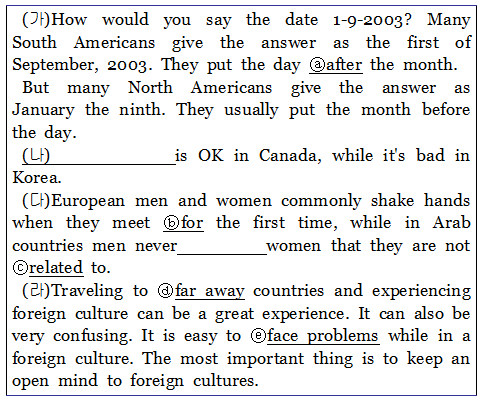 (가)How would you say the date 1-9-2003? Many
South Americans give the answer as the first of
September, 2003. They put the day ⓐafter the month.
But many North Americans give the answer as
January the ninth. They usually put the month before
the day.
(나)______________is OK in Canada, while it's bad in
Korea.
(다)European men and women commonly shake hands
when they meet ⓑfor the first time, while in Arab
countries men never__________women that they are not
ⓒrelated to.
(라)Traveling to ⓓfar away countries and experiencing
foreign culture can be a great experience. It can also be
very confusing. It is easy to ⓔface problems while in a
foreign culture. The most important thing is to keep an
open mind to foreign cultures.